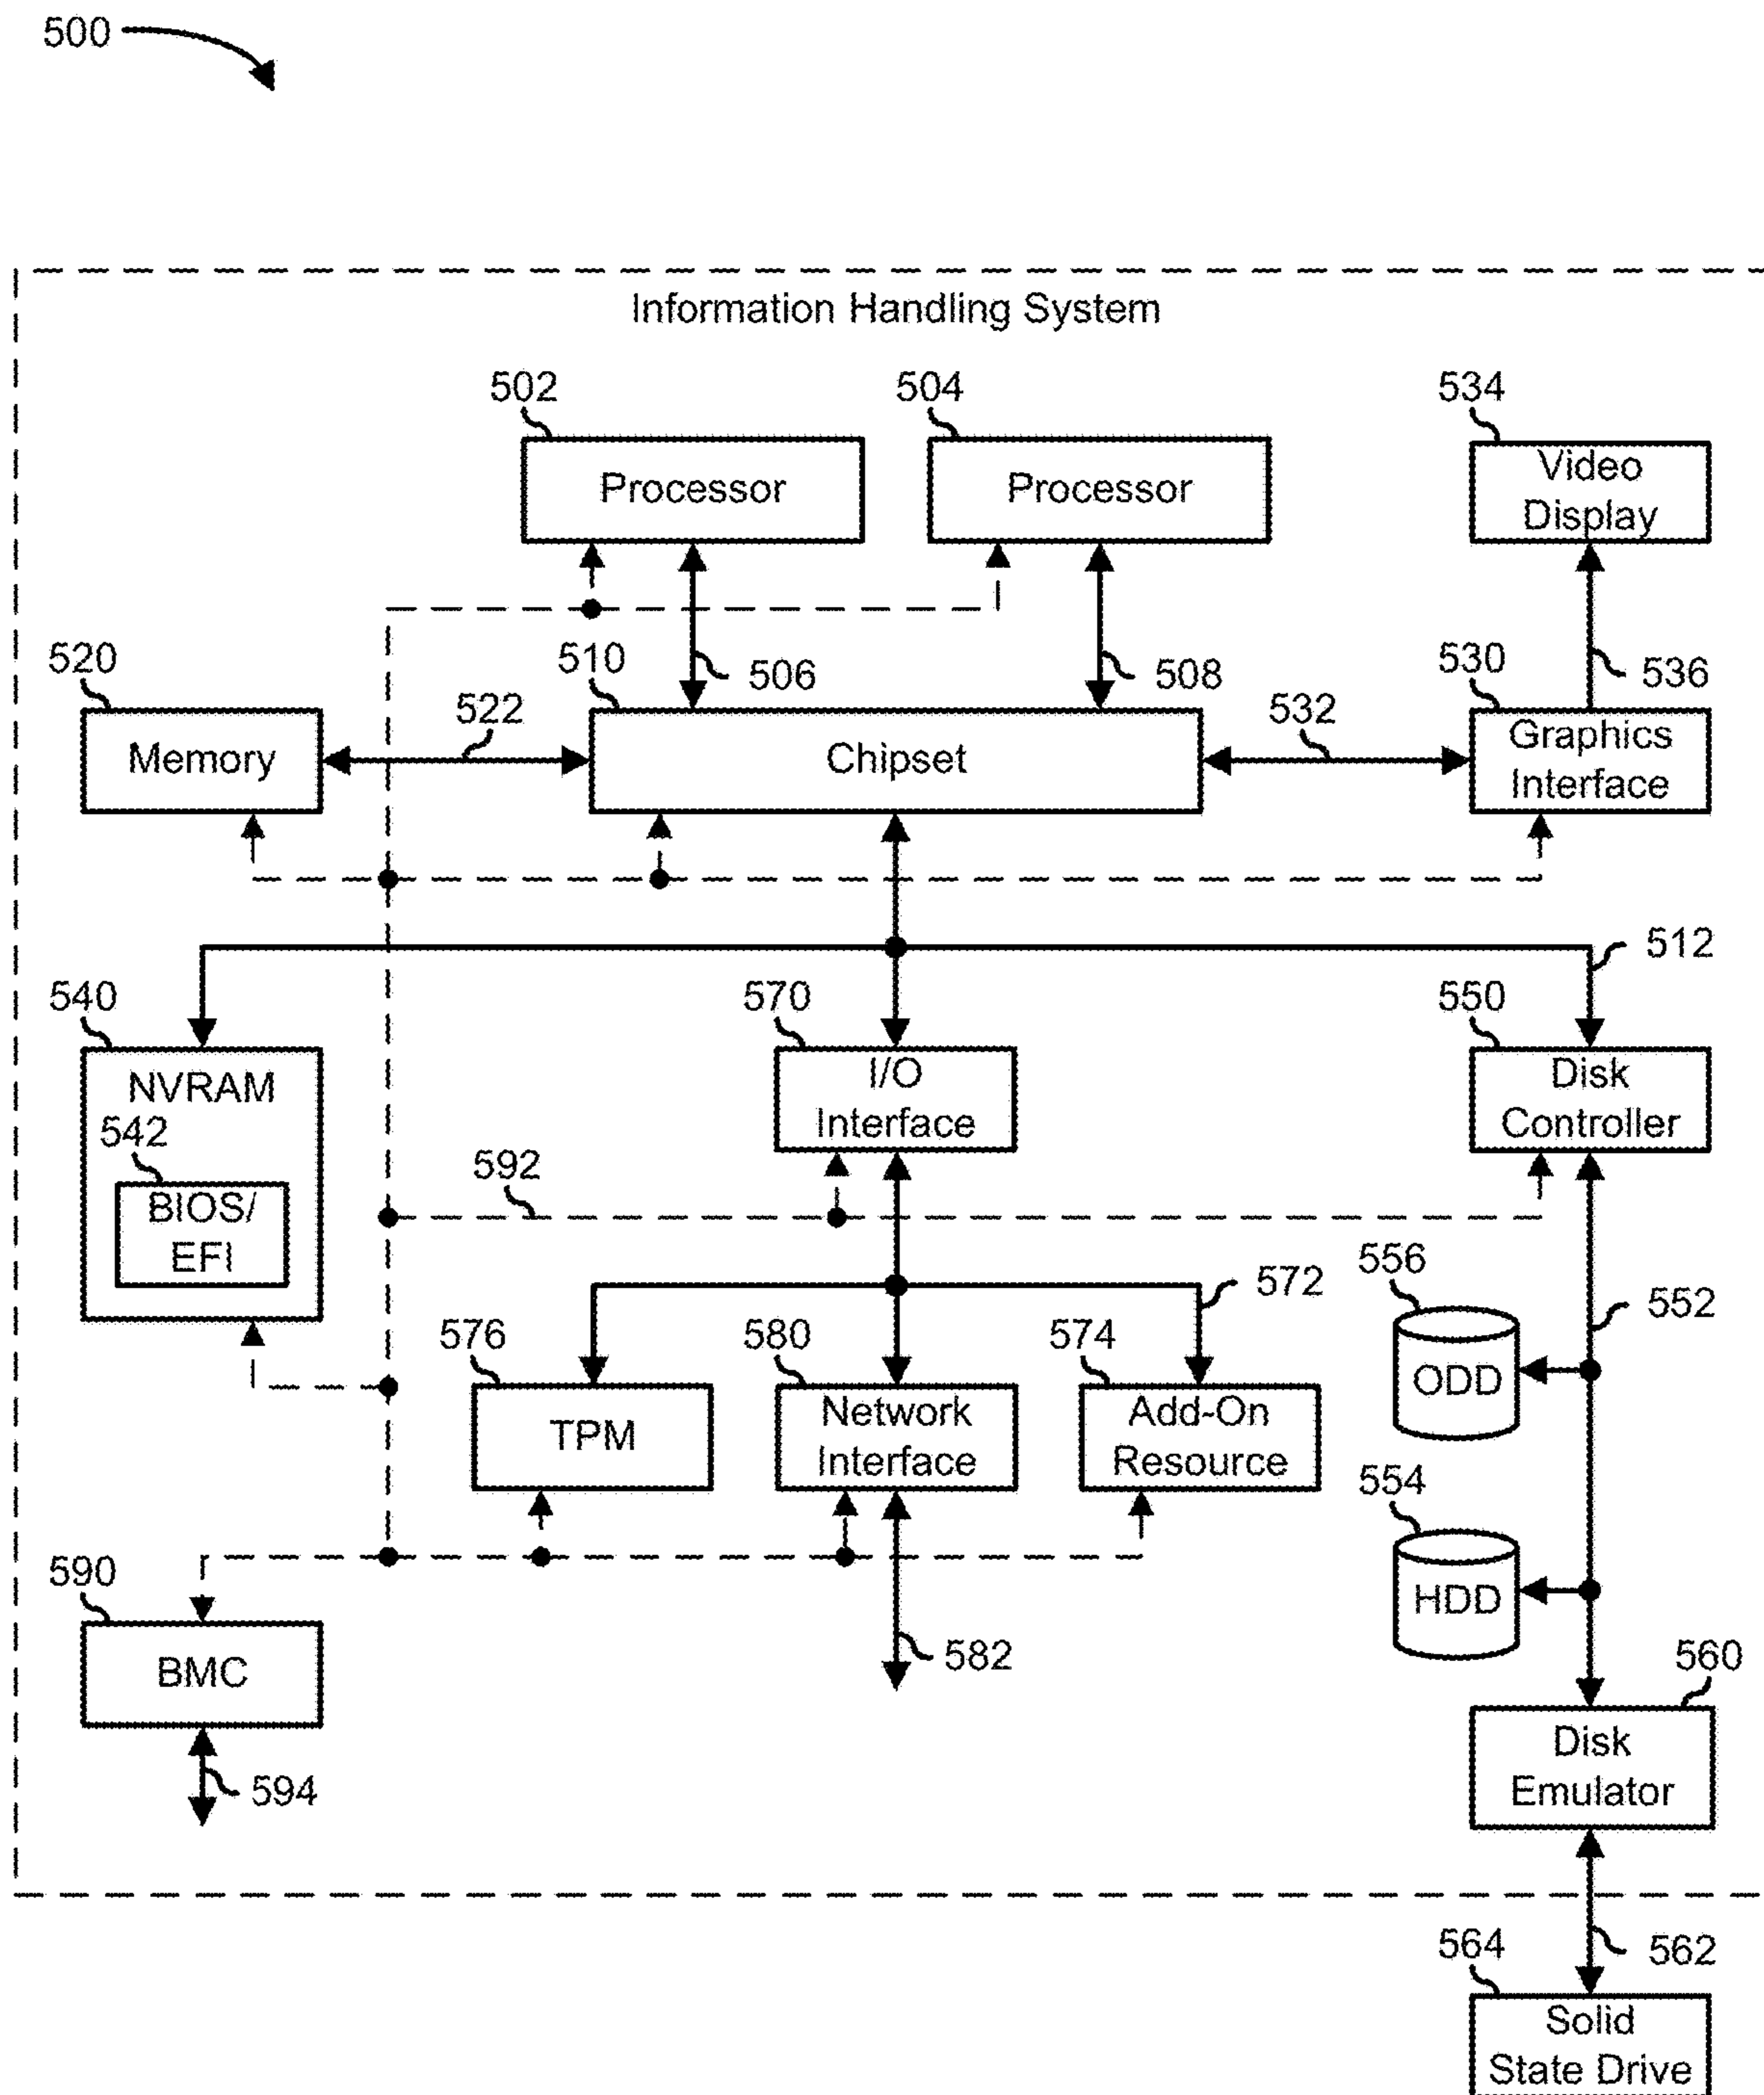 500
Information Handling System
502
504
534
Processor
Processor
Video
Display
520
510
506
508
530
536
522
532
Memory
Chipset
Graphics
Interface
512
540
570
550
NVRAM
I/O
Interface
Disk
Controller
542
BIOS/
EFI
592
556
572
552
576
580
574
ODD
TPM
Network
Interface
Add-On
Resource
554
590
HDD
BMC
582
560
Disk
Emulator
594
564
562
Solid
State Drive